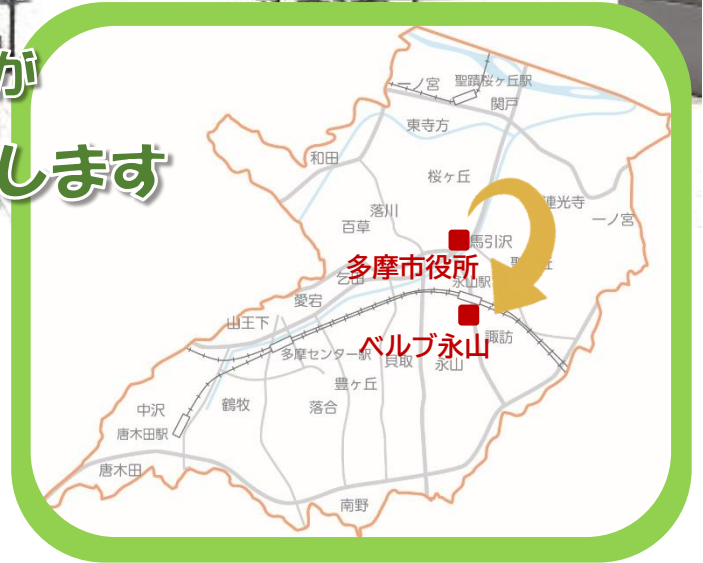 が
します
一ノ宮
聖蹟桜ヶ丘駅
関戸
東寺方
和田
桜ヶ丘
落川
百草
連光寺
一ノ宮
馬引沢
多摩市役所
乞田
永山駅
愛宕
山王下
ベルブ永山
諏訪
多摩センター駅
貝取
永山
豊ヶ丘
中沢
鶴牧
落合
唐木田駅
唐木田
南野